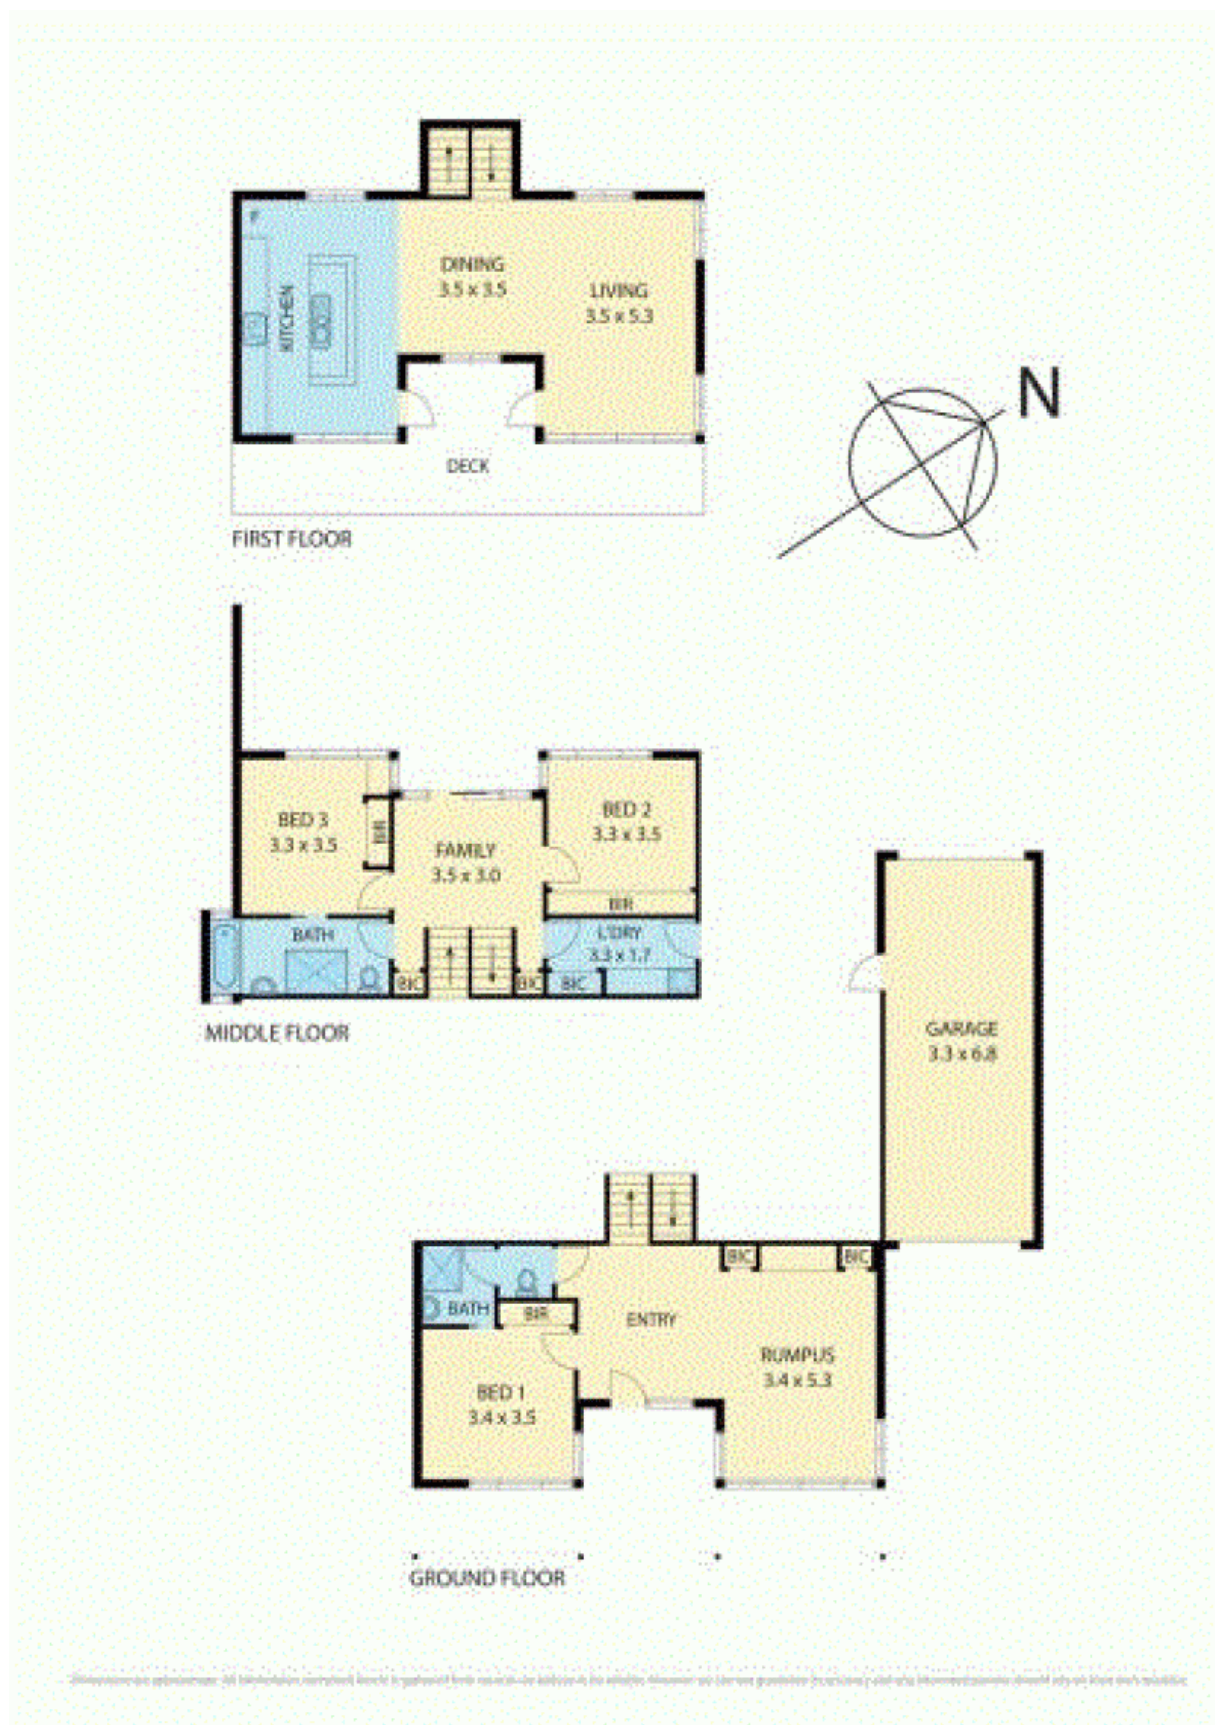 DINING
3.5 x 3.5
LIVING
3.5 x 5.3
KITCHEN
F
DECK
FIRST FLOOR
N
BED 3
3.3 x 3.5
BIR
FAMILY
3.5 x 3.0
BED 2
3.3 x 3.5
BIR
BATH
L'DRY
3.3 x 1.7
BIC
BIC
BIC
MIDDLE FLOOR
GARAGE
3.3 x 6.8
BIC
BIC
BATH
BIR
ENTRY
RUMPUS
3.4 x 5.3
BED 1
3.4 x 3.5
GROUND FLOOR